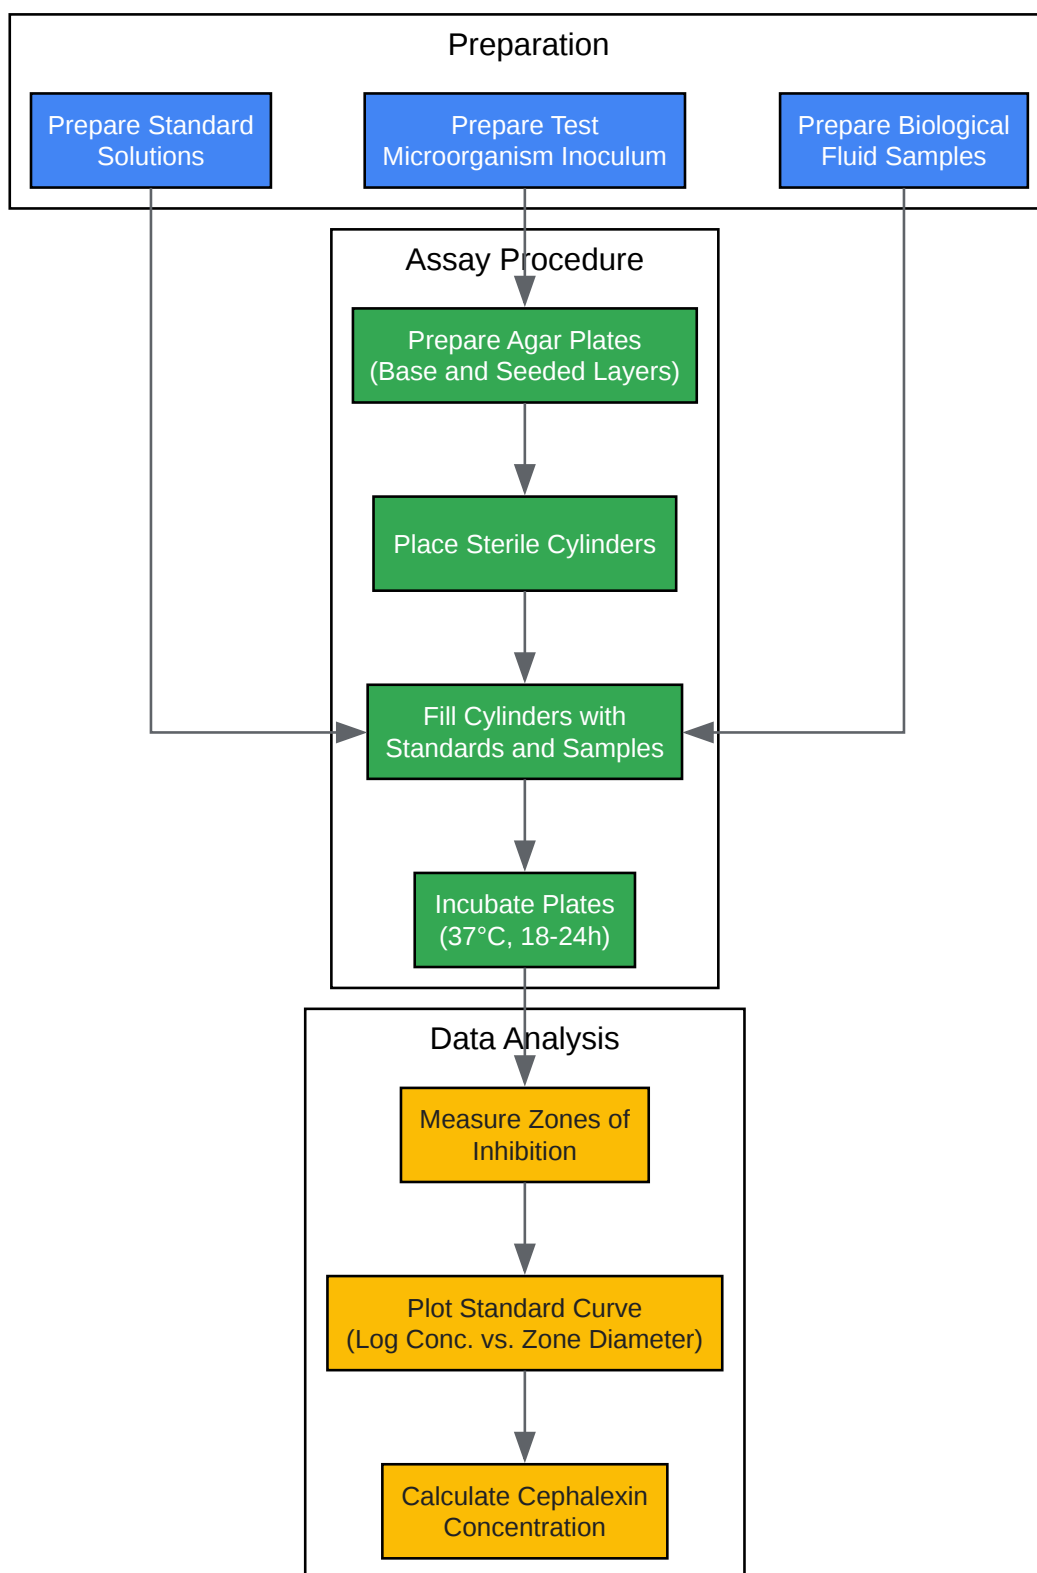 Preparation
Prepare Standard
Solutions
Prepare Test
Microorganism Inoculum
Prepare Biological
Fluid Samples
Assay Procedure
Prepare Agar Plates
(Base and Seeded Layers)
Place Sterile Cylinders
Fill Cylinders with
Standards and Samples
Incubate Plates
(37°C, 18-24h)
Data Analysis
Measure Zones of
Inhibition
Plot Standard Curve
(Log Conc. vs. Zone Diameter)
Calculate Cephalexin
Concentration